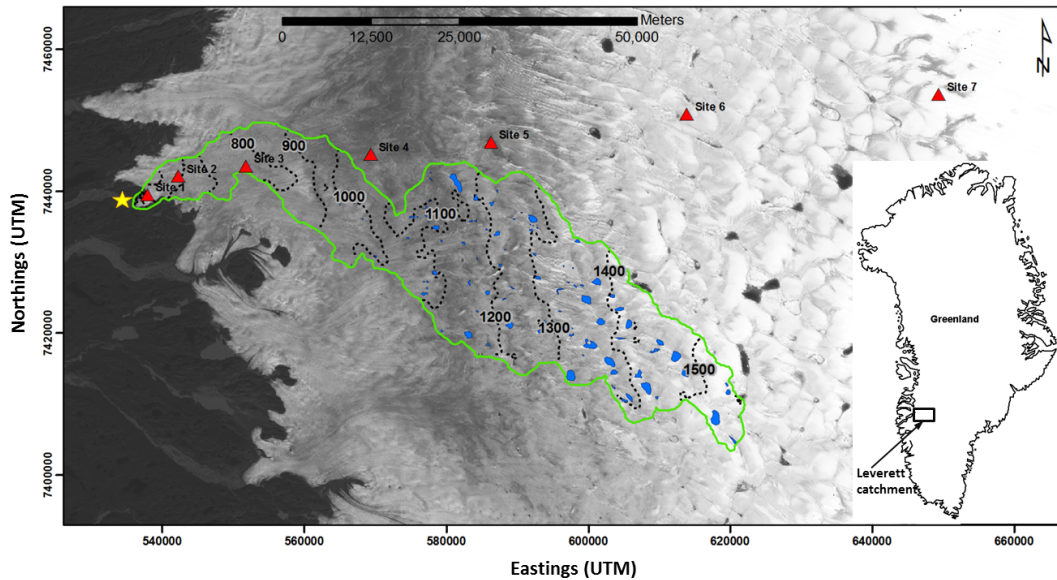 Meters
0 12,500 25,000 50,000
N
7460000
7440000
7420000
7400000
Northings (UTM)
Site 7
Site 6
Site 5
Site 4
800
900
Site 3
Site 2
Site 1
1000
1100
1400
1200
1300
1500
Greenland
Leverett
catchment
540000 560000 580000 600000 620000 640000 660000
Eastings (UTM)